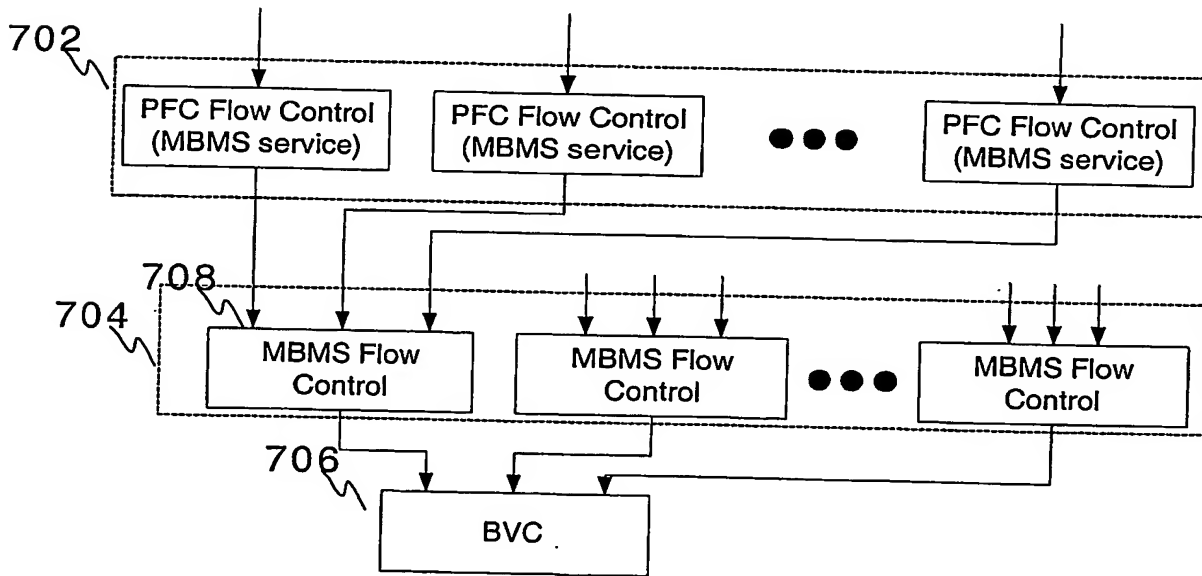 702
PFC Flow Control
(MBMS service)
PFC Flow Control
(MBMS service)
PFC Flow Control
(MBMS service)
708
704
MBMS Flow
Control
MBMS Flow
Control
MBMS Flow
Control
706
BVC